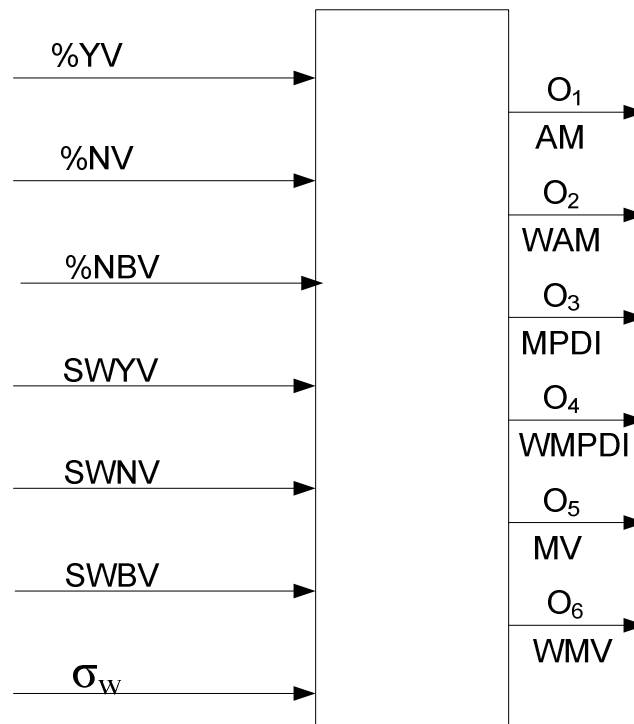 %YV
%NV
%NBV
SWYV
SWNV
SWBV
σw
O₁
AM
O₂
WAM
O₃
MPDI
O₄
WMPDI
O₅
MV
O₆
WMV